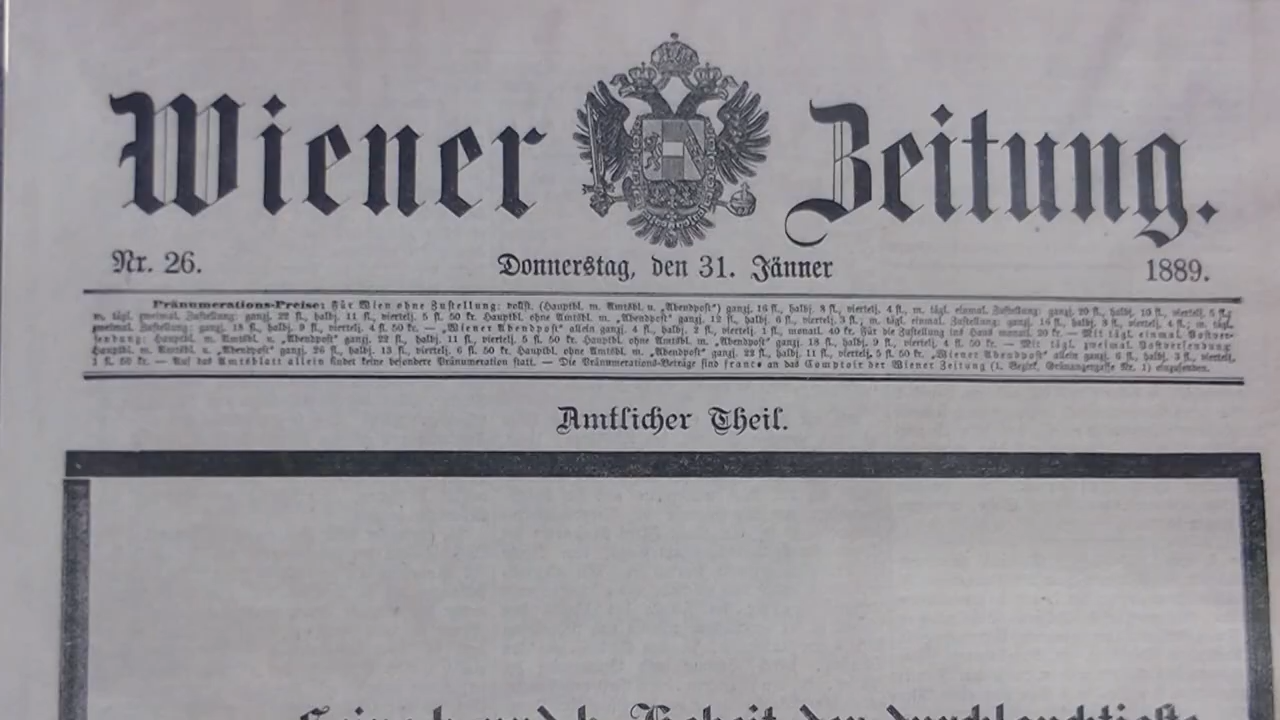 Wiener Zeitung.
Nr. 26. Donnerstag, den 31. Jänner 1889.
Pränumerations-Preise: Für Wien ohne Zustellung: vollst. (Hauptbl. m. Amtsbl. u. „Abendpost“) ganzj. 16 fl., halbj. 8 fl., viertelj. 4 fl., m. tägl. einmal. Zustellung: ganzj. 20 fl., halbj. 10 fl., viertelj. 5 fl.;
m. tägl. zweimal. Zustellung: ganzj. 22 fl., halbj. 11 fl., viertelj. 5 fl. 50 kr. Hauptbl. ohne Amtsbl. m. „Abendpost“ ganzj. 12 fl., halbj. 6 fl., viertelj. 3 fl.; m. tägl. einmal. Zustellung: ganzj. 16 fl., halbj. 8 fl., viertelj. 4 fl.; m. tägl.
zweimal. Zustellung: ganzj. 18 fl., halbj. 9 fl., viertelj. 4 fl. 50 kr. — „Wiener Abendpost“ allein ganzj. 4 fl., halbj. 2 fl., viertelj. 1 fl., monatl. 40 kr. Für die Zustellung ins Haus monatl. 20 kr. — Mit tägl. einmal. Postver-
sendung: Hauptbl. m. Amtsbl. u. „Abendpost“ ganzj. 22 fl., halbj. 11 fl., viertelj. 5 fl. 50 kr. Hauptbl. ohne Amtsbl. m. „Abendpost“ ganzj. 18 fl., halbj. 9 fl., viertelj. 4 fl. 50 kr. — Mit tägl. zweimal. Postversendung
Hauptbl. m. Amtsbl. u. „Abendpost“ ganzj. 26 fl., halbj. 13 fl., viertelj. 6 fl. 50 kr. Hauptbl. ohne Amtsbl. m. „Abendpost“ ganzj. 22 fl., halbj. 11 fl., viertelj. 5 fl. 50 kr. „Wiener Abendpost“ allein ganzj. 6 fl., halbj. 3 fl., viertelj.
1 fl. 50 kr. — Auf das Amtsblatt allein findet keine besondere Pränumeration statt. — Die Pränumerations-Beträge sind franco an das Comptoir der Wiener Zeitung (1. Bezirk, Grünangergasse Nr. 1) einzusenden.
Amtlicher Theil.
Seine k. und k. Hoheit der durchlauchtigste